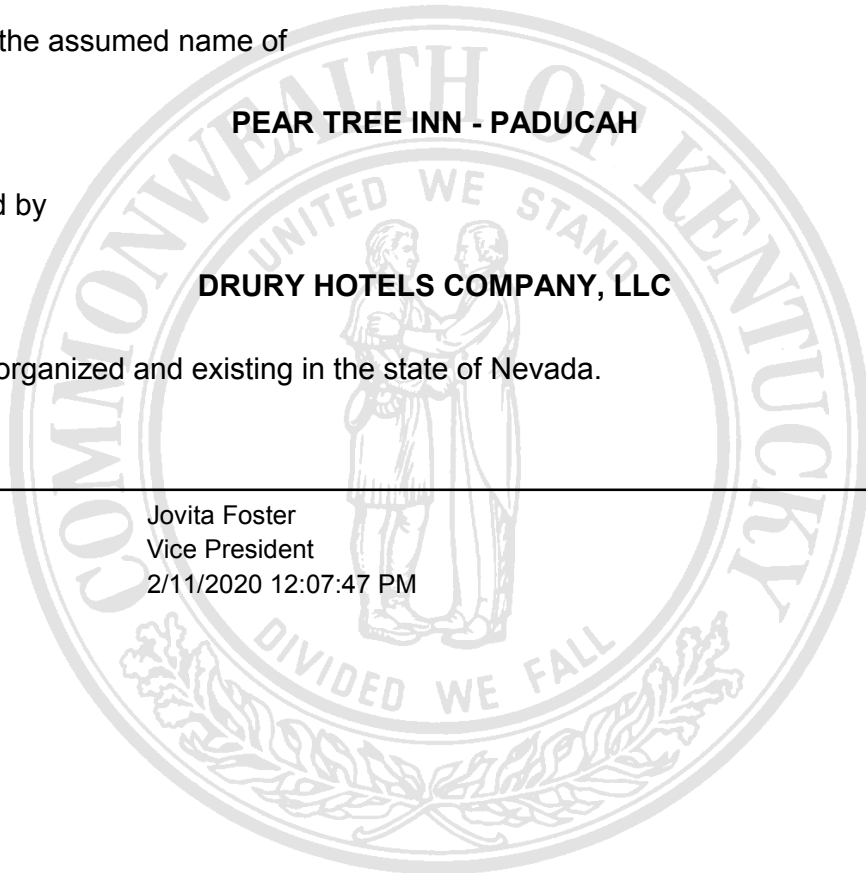 the assumed name of
PEAR TREE INN - PADUCAH
d by
DRURY HOTELS COMPANY, LLC
organized and existing in the state of Nevada.
Jovita Foster
Vice President
2/11/2020 12:07:47 PM
COMMONWEALTH OF KENTUCKY
UNITED WE STAND
DIVIDED WE FALL